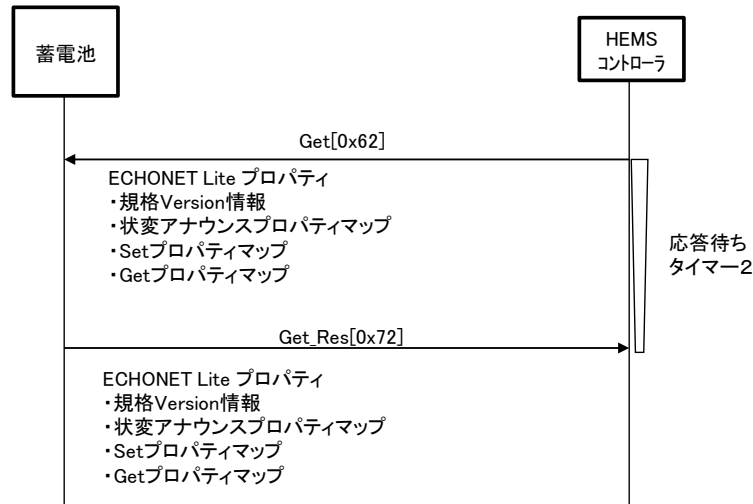 蓄電池
HEMS
コントローラ
Get[0x62]
ECHONET Lite プロパティ
・規格Version情報
・状変アナウンスプロパティマップ
・Setプロパティマップ
・Getプロパティマップ
応答待ち
タイマー２
Get_Res[0x72]
ECHONET Lite プロパティ
・規格Version情報
・状変アナウンスプロパティマップ
・Setプロパティマップ
・Getプロパティマップ